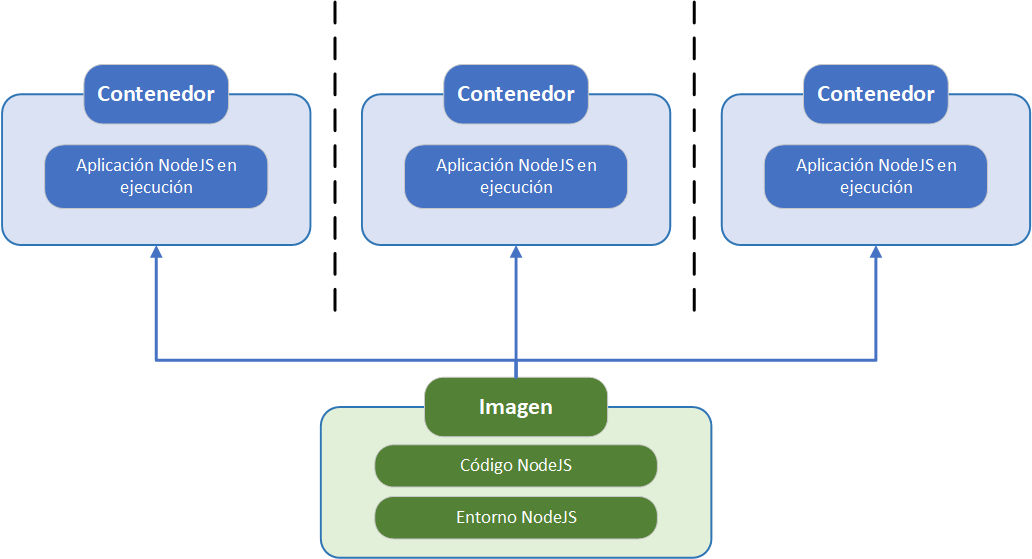 Contenedor
Contenedor
Contenedor
Aplicación NodeJS en
ejecución
Aplicación NodeJS en
ejecución
Aplicación NodeJS en
ejecución
Imagen
Código NodeJS
Entorno NodeJS